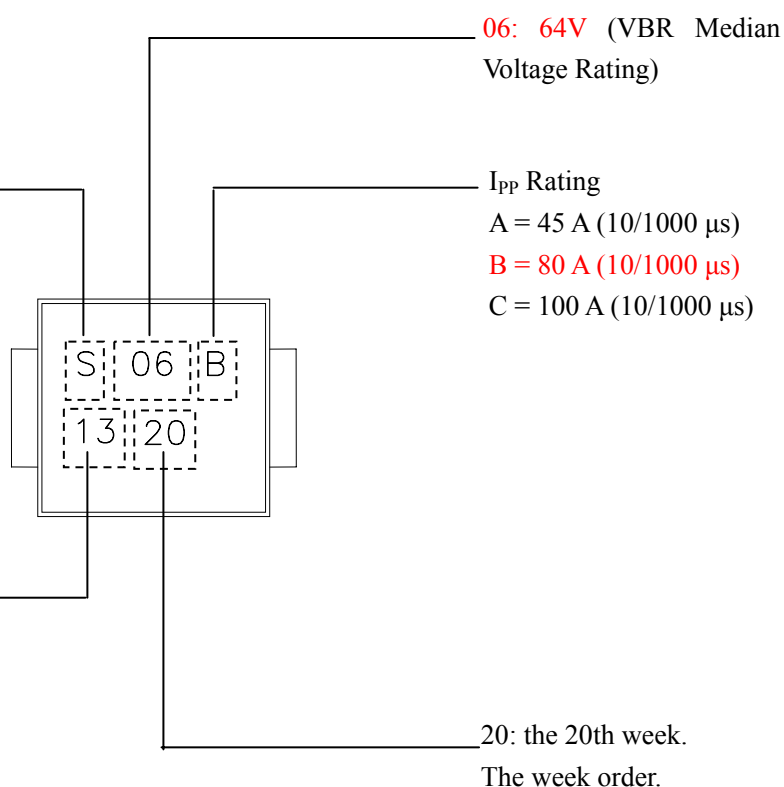 06: 64V (VBR Median
Voltage Rating)
IPP Rating
A = 45 A (10/1000 μs)
B = 80 A (10/1000 μs)
C = 100 A (10/1000 μs)
S 06 B
13 20
20: the 20th week.
The week order.